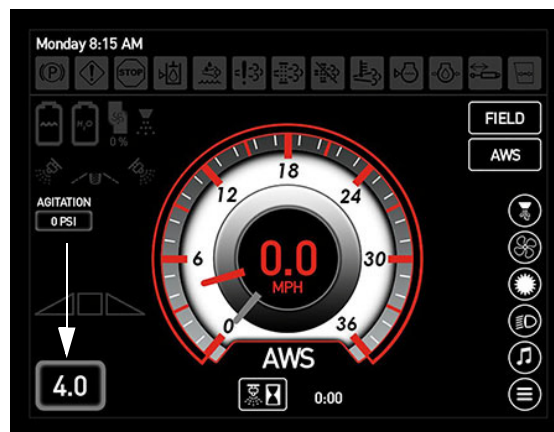 Monday 8:15 AM
(P)
STOP
H₂O
0 %
FIELD
AWS
AGITATION
0 PSI
0
6
12
18
24
30
36
0.0
MPH
AWS
4.0
0:00